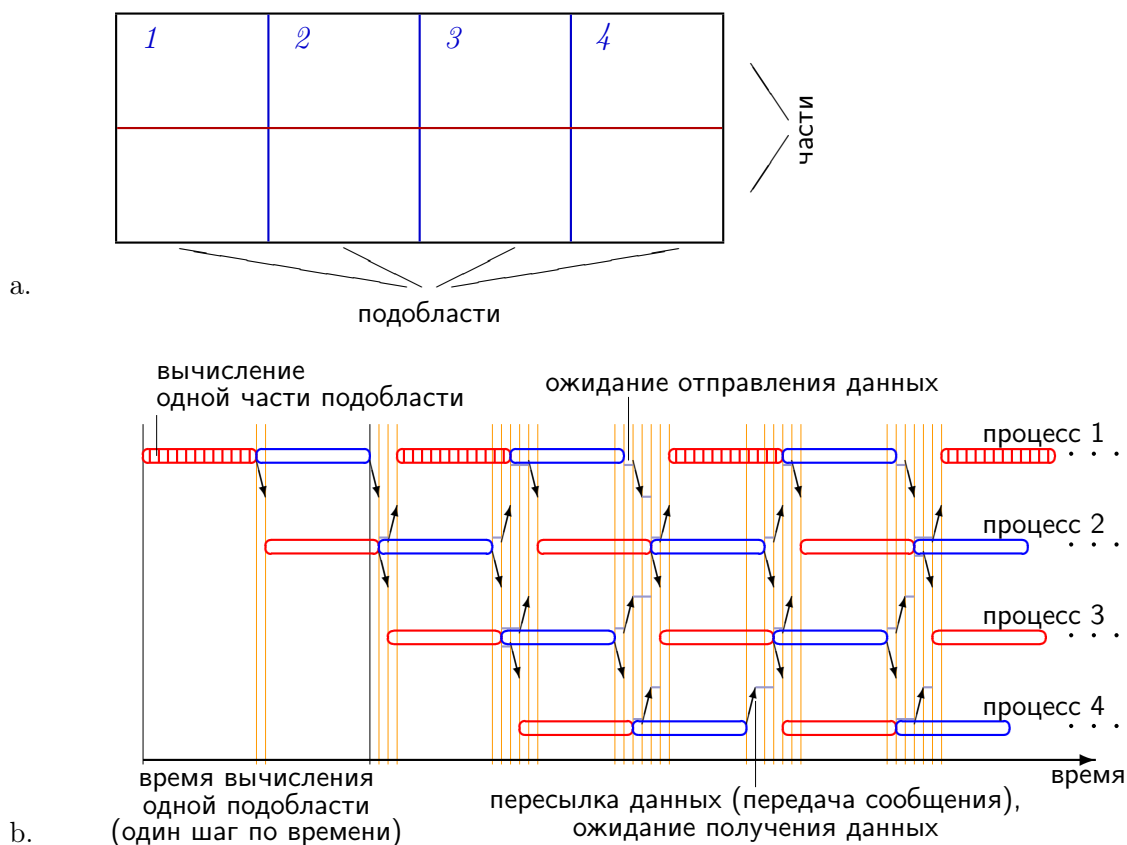 1 2 3 4
части
a.
подобласти
вычисление
одной части подобласти
ожидание отправления данных
процесс 1
. . .
процесс 2
. . .
процесс 3
. . .
процесс 4
. . .
время
время вычисления
одной подобласти
(один шаг по времени)
пересылка данных (передача сообщения),
ожидание получения данных
b.